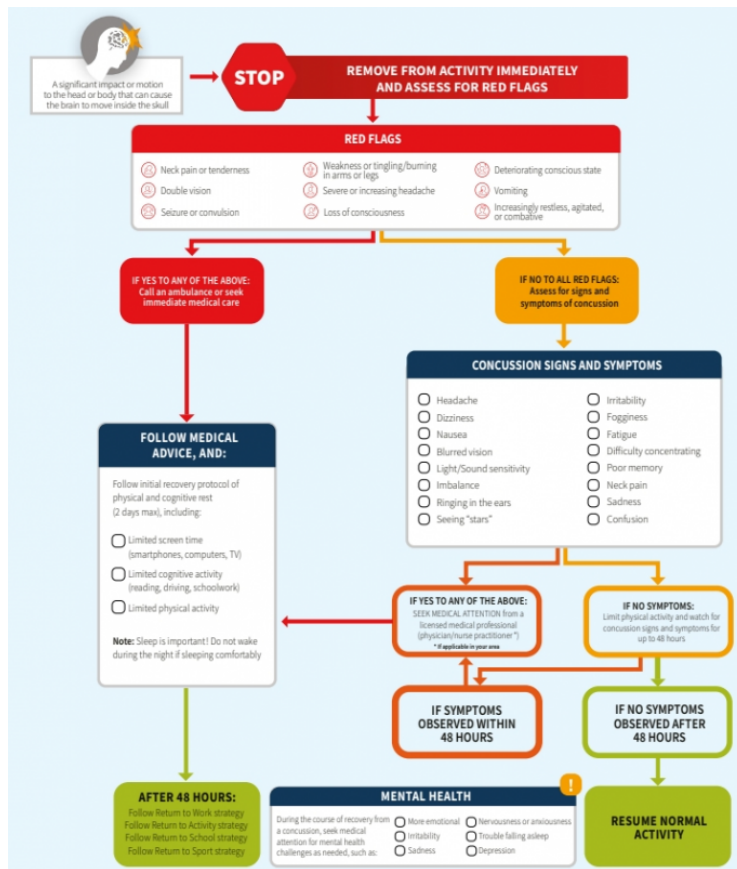 A significant impact or motion
to the head or body that can cause
the brain to move inside the skull
STOP
REMOVE FROM ACTIVITY IMMEDIATELY
AND ASSESS FOR RED FLAGS
RED FLAGS
Neck pain or tenderness
Double vision
Seizure or convulsion
Weakness or tingling/burning
in arms or legs
Severe or increasing headache
Loss of consciousness
Deteriorating conscious state
Vomiting
Increasingly restless, agitated,
or combative
IF YES TO ANY OF THE ABOVE:
Call an ambulance or seek
immediate medical care
IF NO TO ALL RED FLAGS:
Assess for signs and
symptoms of concussion
CONCUSSION SIGNS AND SYMPTOMS
Headache
Dizziness
Nausea
Blurred vision
Light/Sound sensitivity
Imbalance
Ringing in the ears
Seeing "stars"
Irritability
Fogginess
Fatigue
Difficulty concentrating
Poor memory
Neck pain
Sadness
Confusion
FOLLOW MEDICAL
ADVICE, AND:
Follow initial recovery protocol of
physical and cognitive rest
(2 days max), including:
Limited screen time
(smartphones, computers, TV)
Limited cognitive activity
(reading, driving, schoolwork)
Limited physical activity
Note: Sleep is important! Do not wake
during the night if sleeping comfortably
IF YES TO ANY OF THE ABOVE:
SEEK MEDICAL ATTENTION from a
licensed medical professional
(physician/nurse practitioner*)
* If applicable in your area
IF NO SYMPTOMS:
Limit physical activity and watch for
concussion signs and symptoms for
up to 48 hours
IF SYMPTOMS
OBSERVED WITHIN
48 HOURS
IF NO SYMPTOMS
OBSERVED AFTER
48 HOURS
AFTER 48 HOURS:
Follow Return to Work strategy
Follow Return to Activity strategy
Follow Return to School strategy
Follow Return to Sport strategy
MENTAL HEALTH
!
During the course of recovery from
a concussion, seek medical
attention for mental health
challenges as needed, such as:
More emotional
Irritability
Sadness
Nervousness or anxiousness
Trouble falling asleep
Depression
RESUME NORMAL
ACTIVITY